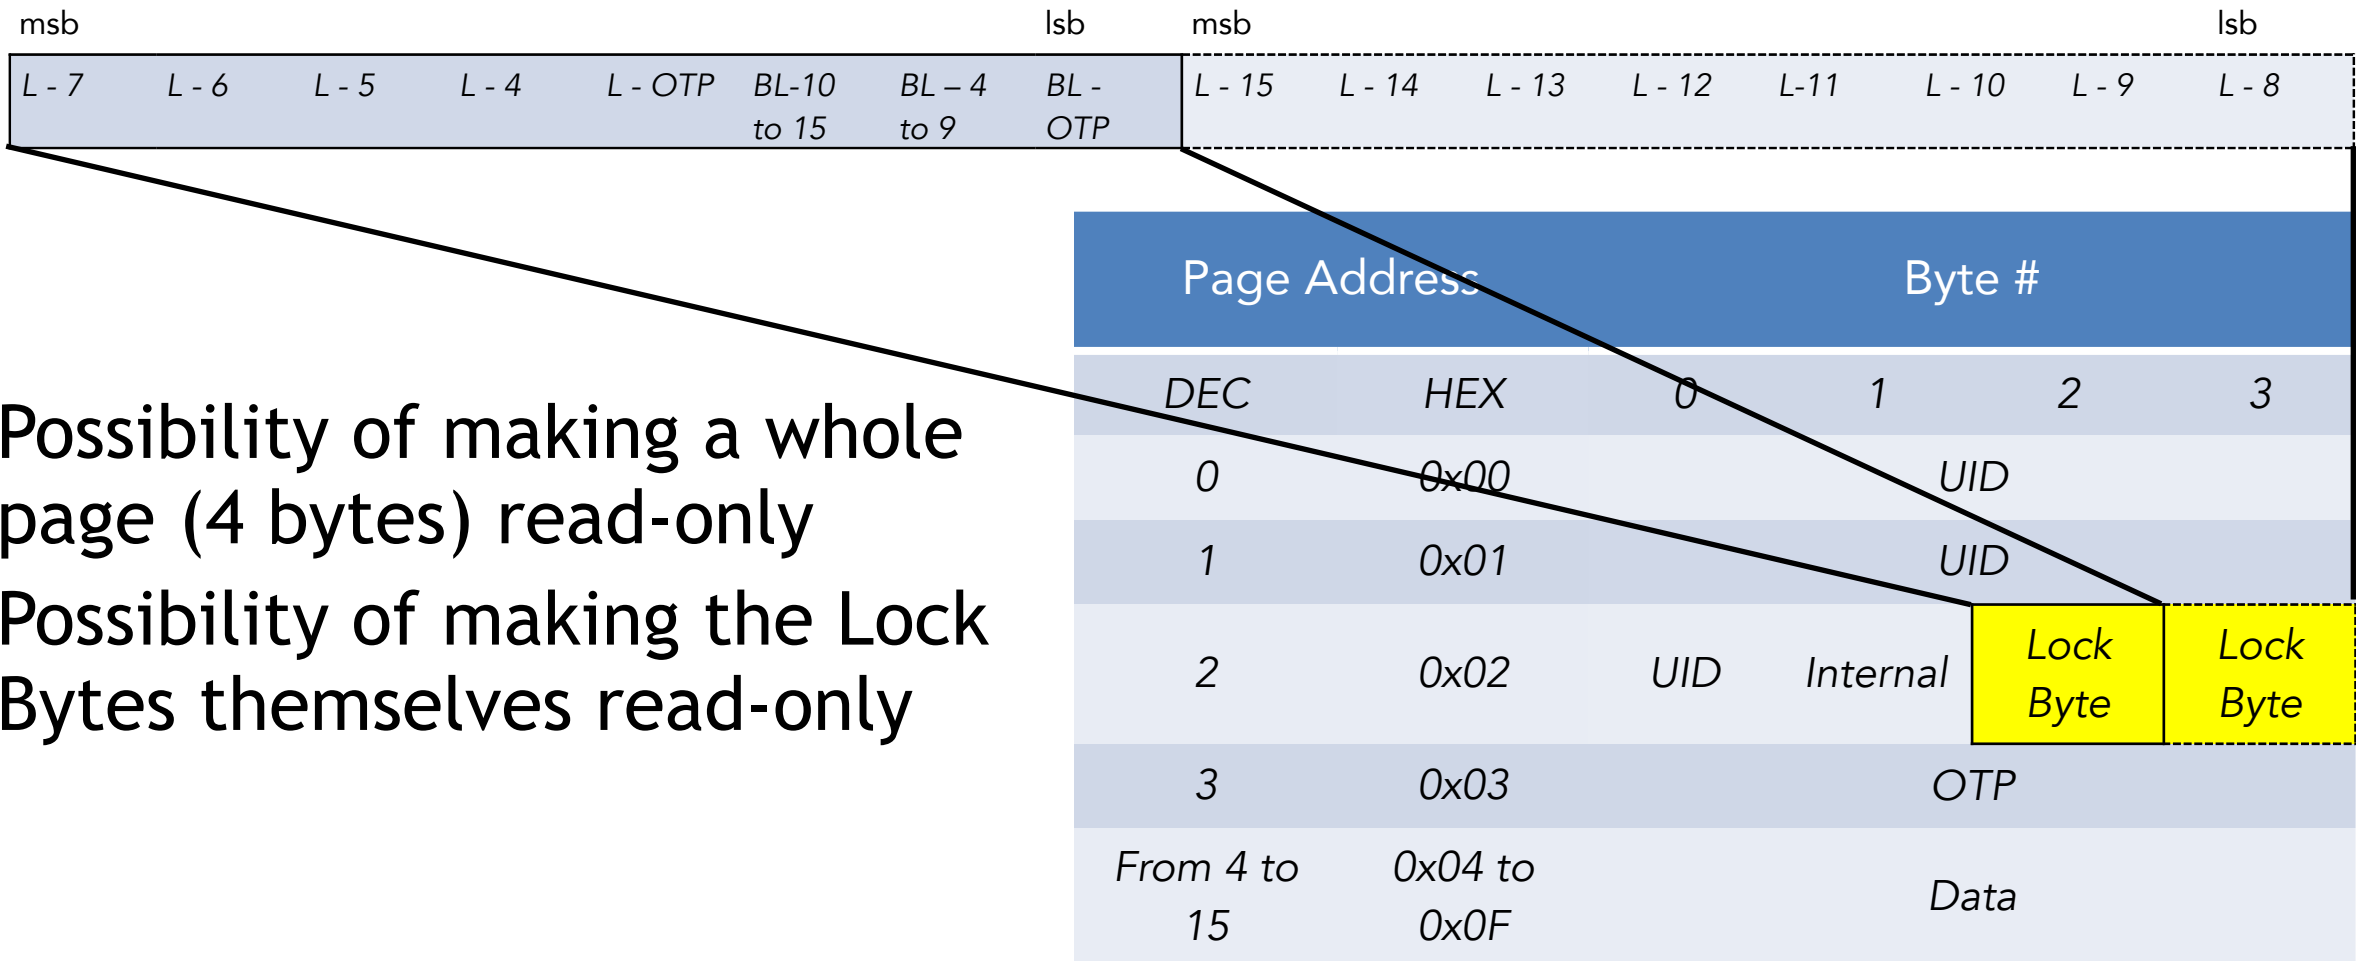 msb lsb msb lsb
L - 7 L - 6 L - 5 L - 4 L - OTP BL-10 BL – 4 BL - L - 15 L - 14 L - 13 L - 12 L-11 L - 10 L - 9 L - 8
to 15 to 9 OTP
Page Address Byte #
DEC HEX 0 1 2 3
0 0x00 UID
1 0x01 UID
2 0x02 UID Internal Lock Lock
Byte Byte
3 0x03 OTP
From 4 to 0x04 to Data
15 0x0F
Possibility of making a whole
page (4 bytes) read-only
Possibility of making the Lock
Bytes themselves read-only